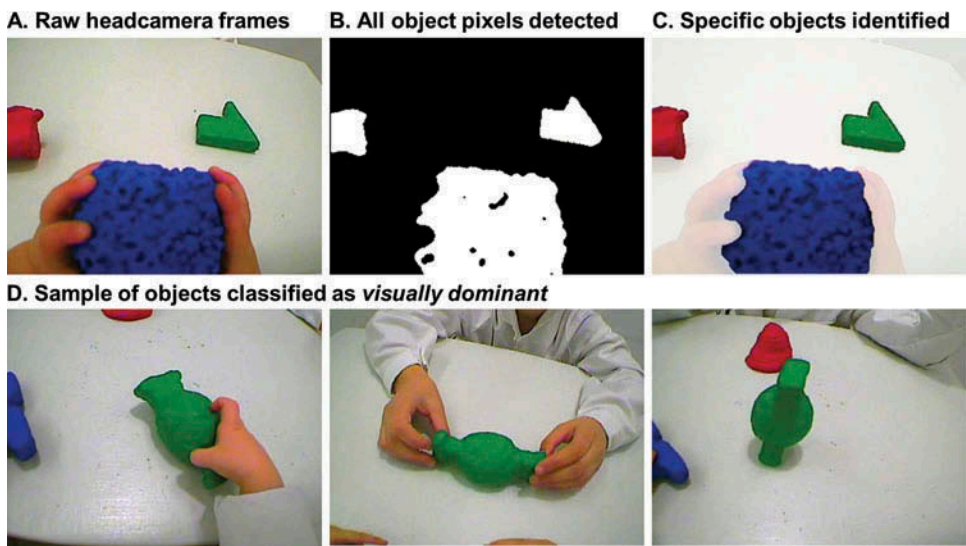 A. Raw headcamera frames
B. All object pixels detected
C. Specific objects identified
D. Sample of objects classified as visually dominant